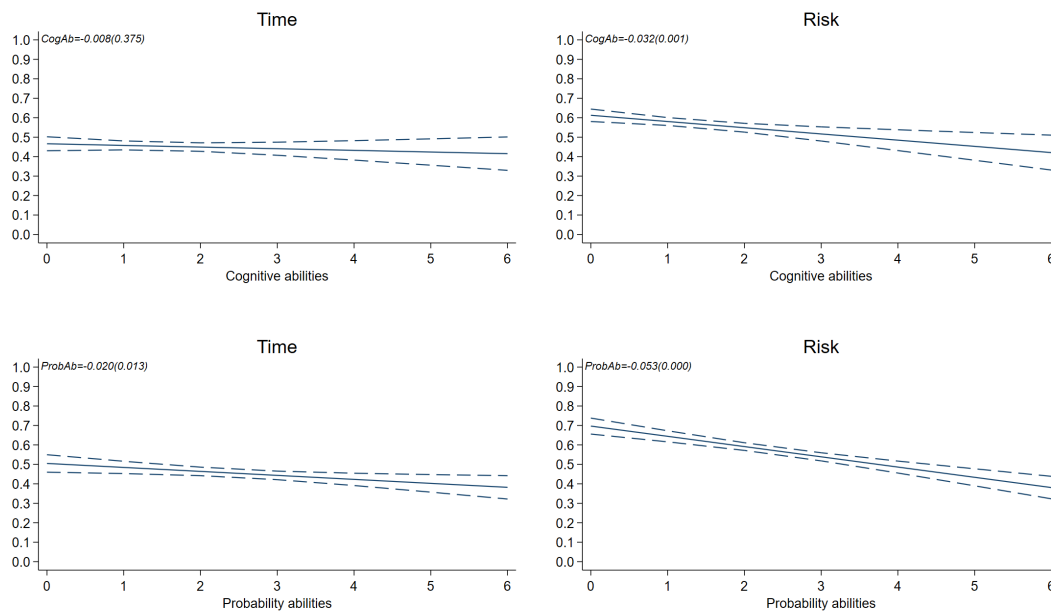 Time
CogAb=-0.008(0.375)
1.0
0.9
0.8
0.7
0.6
0.5
0.4
0.3
0.2
0.1
0.0
0 1 2 3 4 5 6
Cognitive abilities
Risk
CogAb=-0.032(0.001)
1.0
0.9
0.8
0.7
0.6
0.5
0.4
0.3
0.2
0.1
0.0
0 1 2 3 4 5 6
Cognitive abilities
Time
ProbAb=-0.020(0.013)
1.0
0.9
0.8
0.7
0.6
0.5
0.4
0.3
0.2
0.1
0.0
0 1 2 3 4 5 6
Probability abilities
Risk
ProbAb=-0.053(0.000)
1.0
0.9
0.8
0.7
0.6
0.5
0.4
0.3
0.2
0.1
0.0
0 1 2 3 4 5 6
Probability abilities